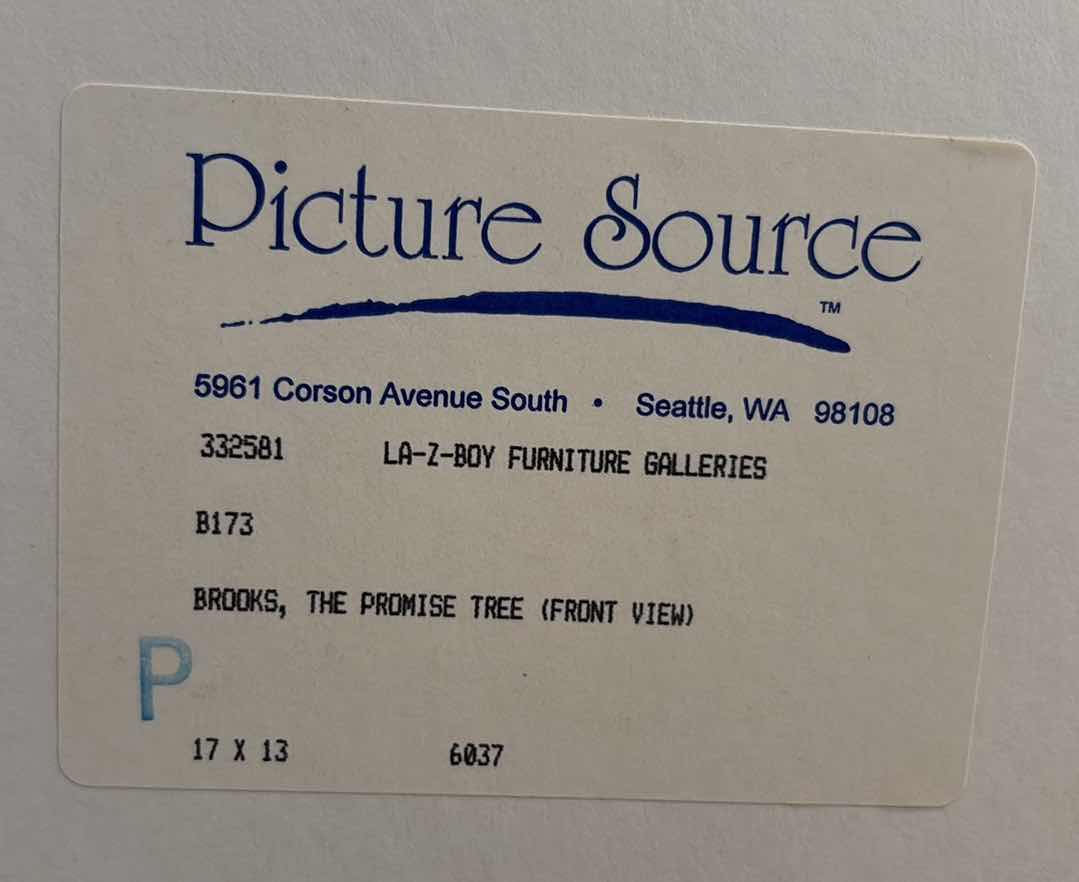 Picture Source
TM
5961 Corson Avenue South • Seattle, WA 98108
332581 LA-Z-BOY FURNITURE GALLERIES
B173
BROOKS, THE PROMISE TREE (FRONT VIEW)
P
17 X 13 6037